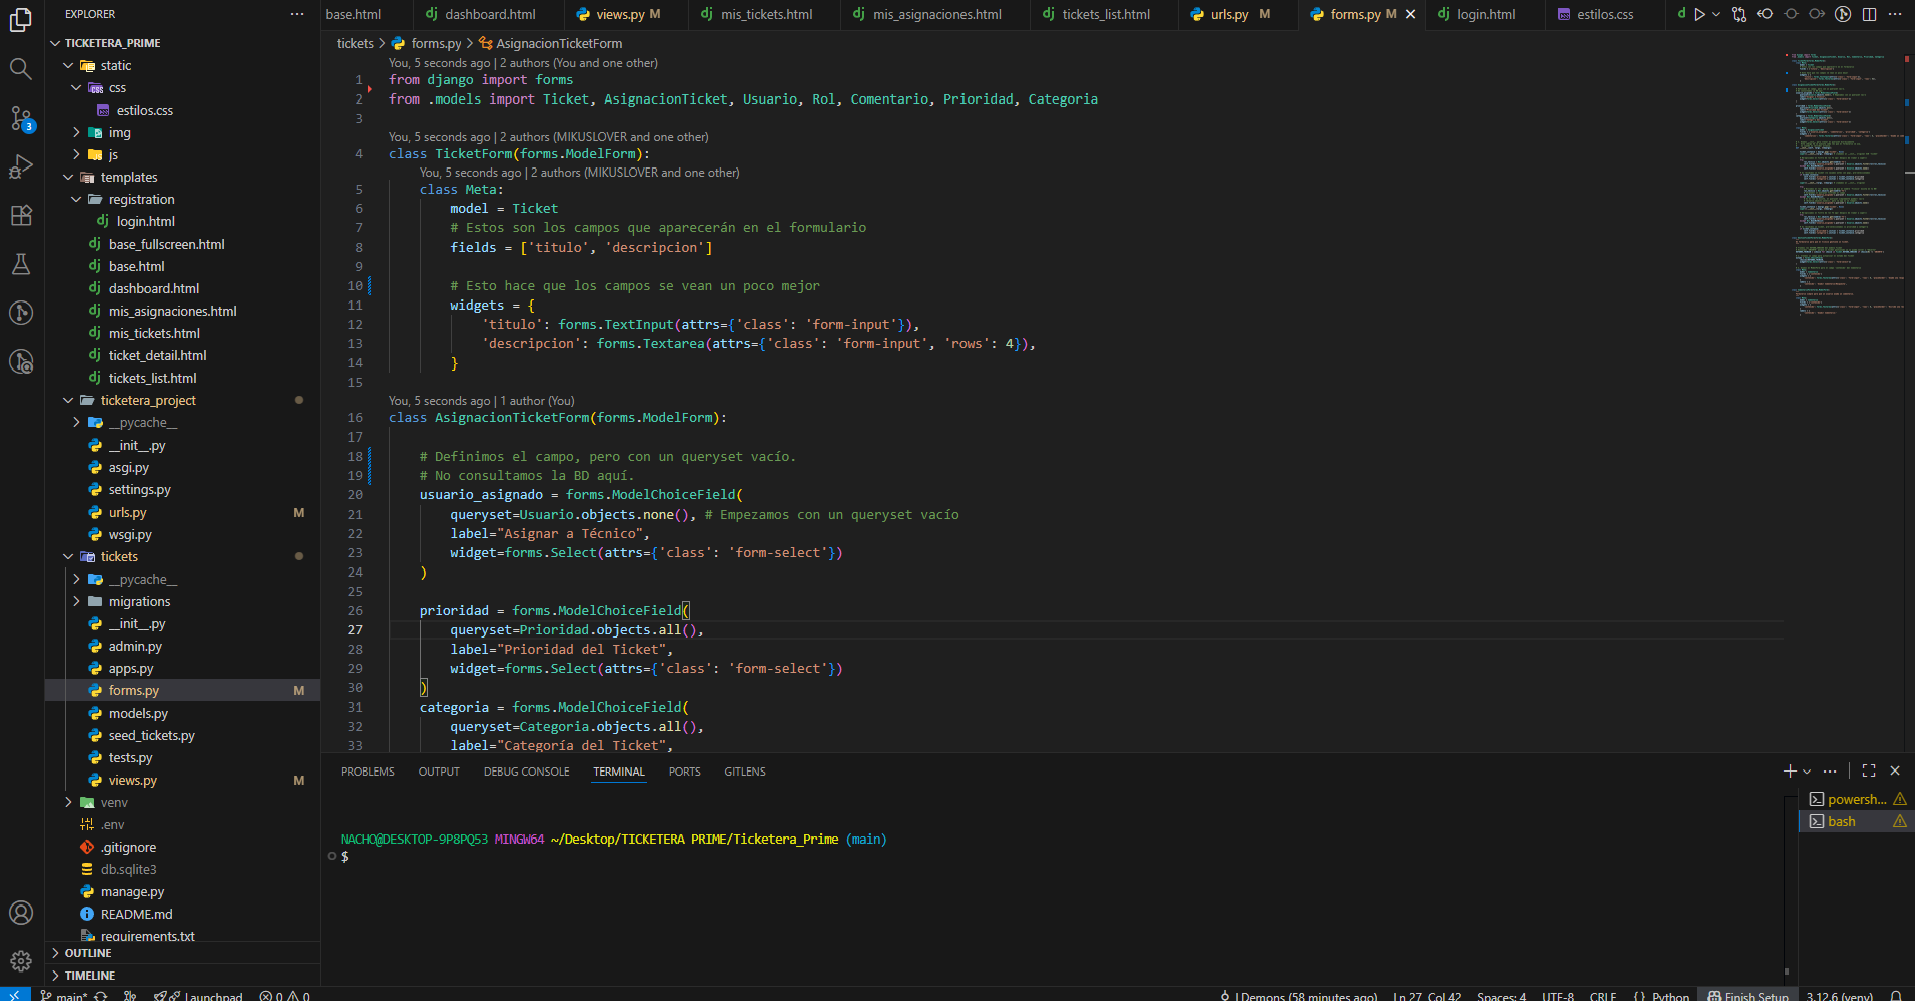 EXPLORER
TICKETERA_PRIME
static
css
estilos.css
img
js
templates
registration
login.html
base_fullscreen.html
base.html
dashboard.html
mis_asignaciones.html
mis_tickets.html
ticket_detail.html
tickets_list.html
ticketera_project
__pycache__
__init__.py
asgi.py
settings.py
urls.py M
wsgi.py
tickets
__pycache__
migrations
__init__.py
admin.py
apps.py
forms.py M
models.py
seed_tickets.py
tests.py
views.py M
venv
.env
.gitignore
db.sqlite3
manage.py
README.md
requirements.txt
OUTLINE
TIMELINE
3
base.html dashboard.html views.py M mis_tickets.html mis_asignaciones.html tickets_list.html urls.py M forms.py M login.html estilos.css
tickets > forms.py > AsignacionTicketForm
You, 5 seconds ago | 2 authors (You and one other)
1 from django import forms
2 from .models import Ticket, AsignacionTicket, Usuario, Rol, Comentario, Prioridad, Categoria
3
You, 5 seconds ago | 2 authors (MIKUSLOVER and one other)
4 class TicketForm(forms.ModelForm):
You, 5 seconds ago | 2 authors (MIKUSLOVER and one other)
5 class Meta:
6 model = Ticket
7 # Estos son los campos que aparecerán en el formulario
8 fields = ['titulo', 'descripcion']
9
10 # Esto hace que los campos se vean un poco mejor
11 widgets = {
12 'titulo': forms.TextInput(attrs={'class': 'form-input'}),
13 'descripcion': forms.Textarea(attrs={'class': 'form-input', 'rows': 4}),
14 }
15
You, 5 seconds ago | 1 author (You)
16 class AsignacionTicketForm(forms.ModelForm):
17
18 # Definimos el campo, pero con un queryset vacío.
19 # No consultamos la BD aquí.
20 usuario_asignado = forms.ModelChoiceField(
21 queryset=Usuario.objects.none(), # Empezamos con un queryset vacío
22 label="Asignar a Técnico",
23 widget=forms.Select(attrs={'class': 'form-select'})
24 )
25
26 prioridad = forms.ModelChoiceField(
27 queryset=Prioridad.objects.all(),
28 label="Prioridad del Ticket",
29 widget=forms.Select(attrs={'class': 'form-select'})
30 )
31 categoria = forms.ModelChoiceField(
32 queryset=Categoria.objects.all(),
33 label="Categoría del Ticket",
PROBLEMS OUTPUT DEBUG CONSOLE TERMINAL PORTS GITLENS
NACHO@DESKTOP-9P8PQ53 MINGW64 ~/Desktop/TICKETERA PRIME/Ticketera_Prime (main)
$
powersh...
bash
main* Launchpad 0 0 IDemons (58 minutes ago) Ln 27, Col 42 Spaces: 4 UTF-8 CRLF {} Python Finish Setup 3.12.6 (venv)